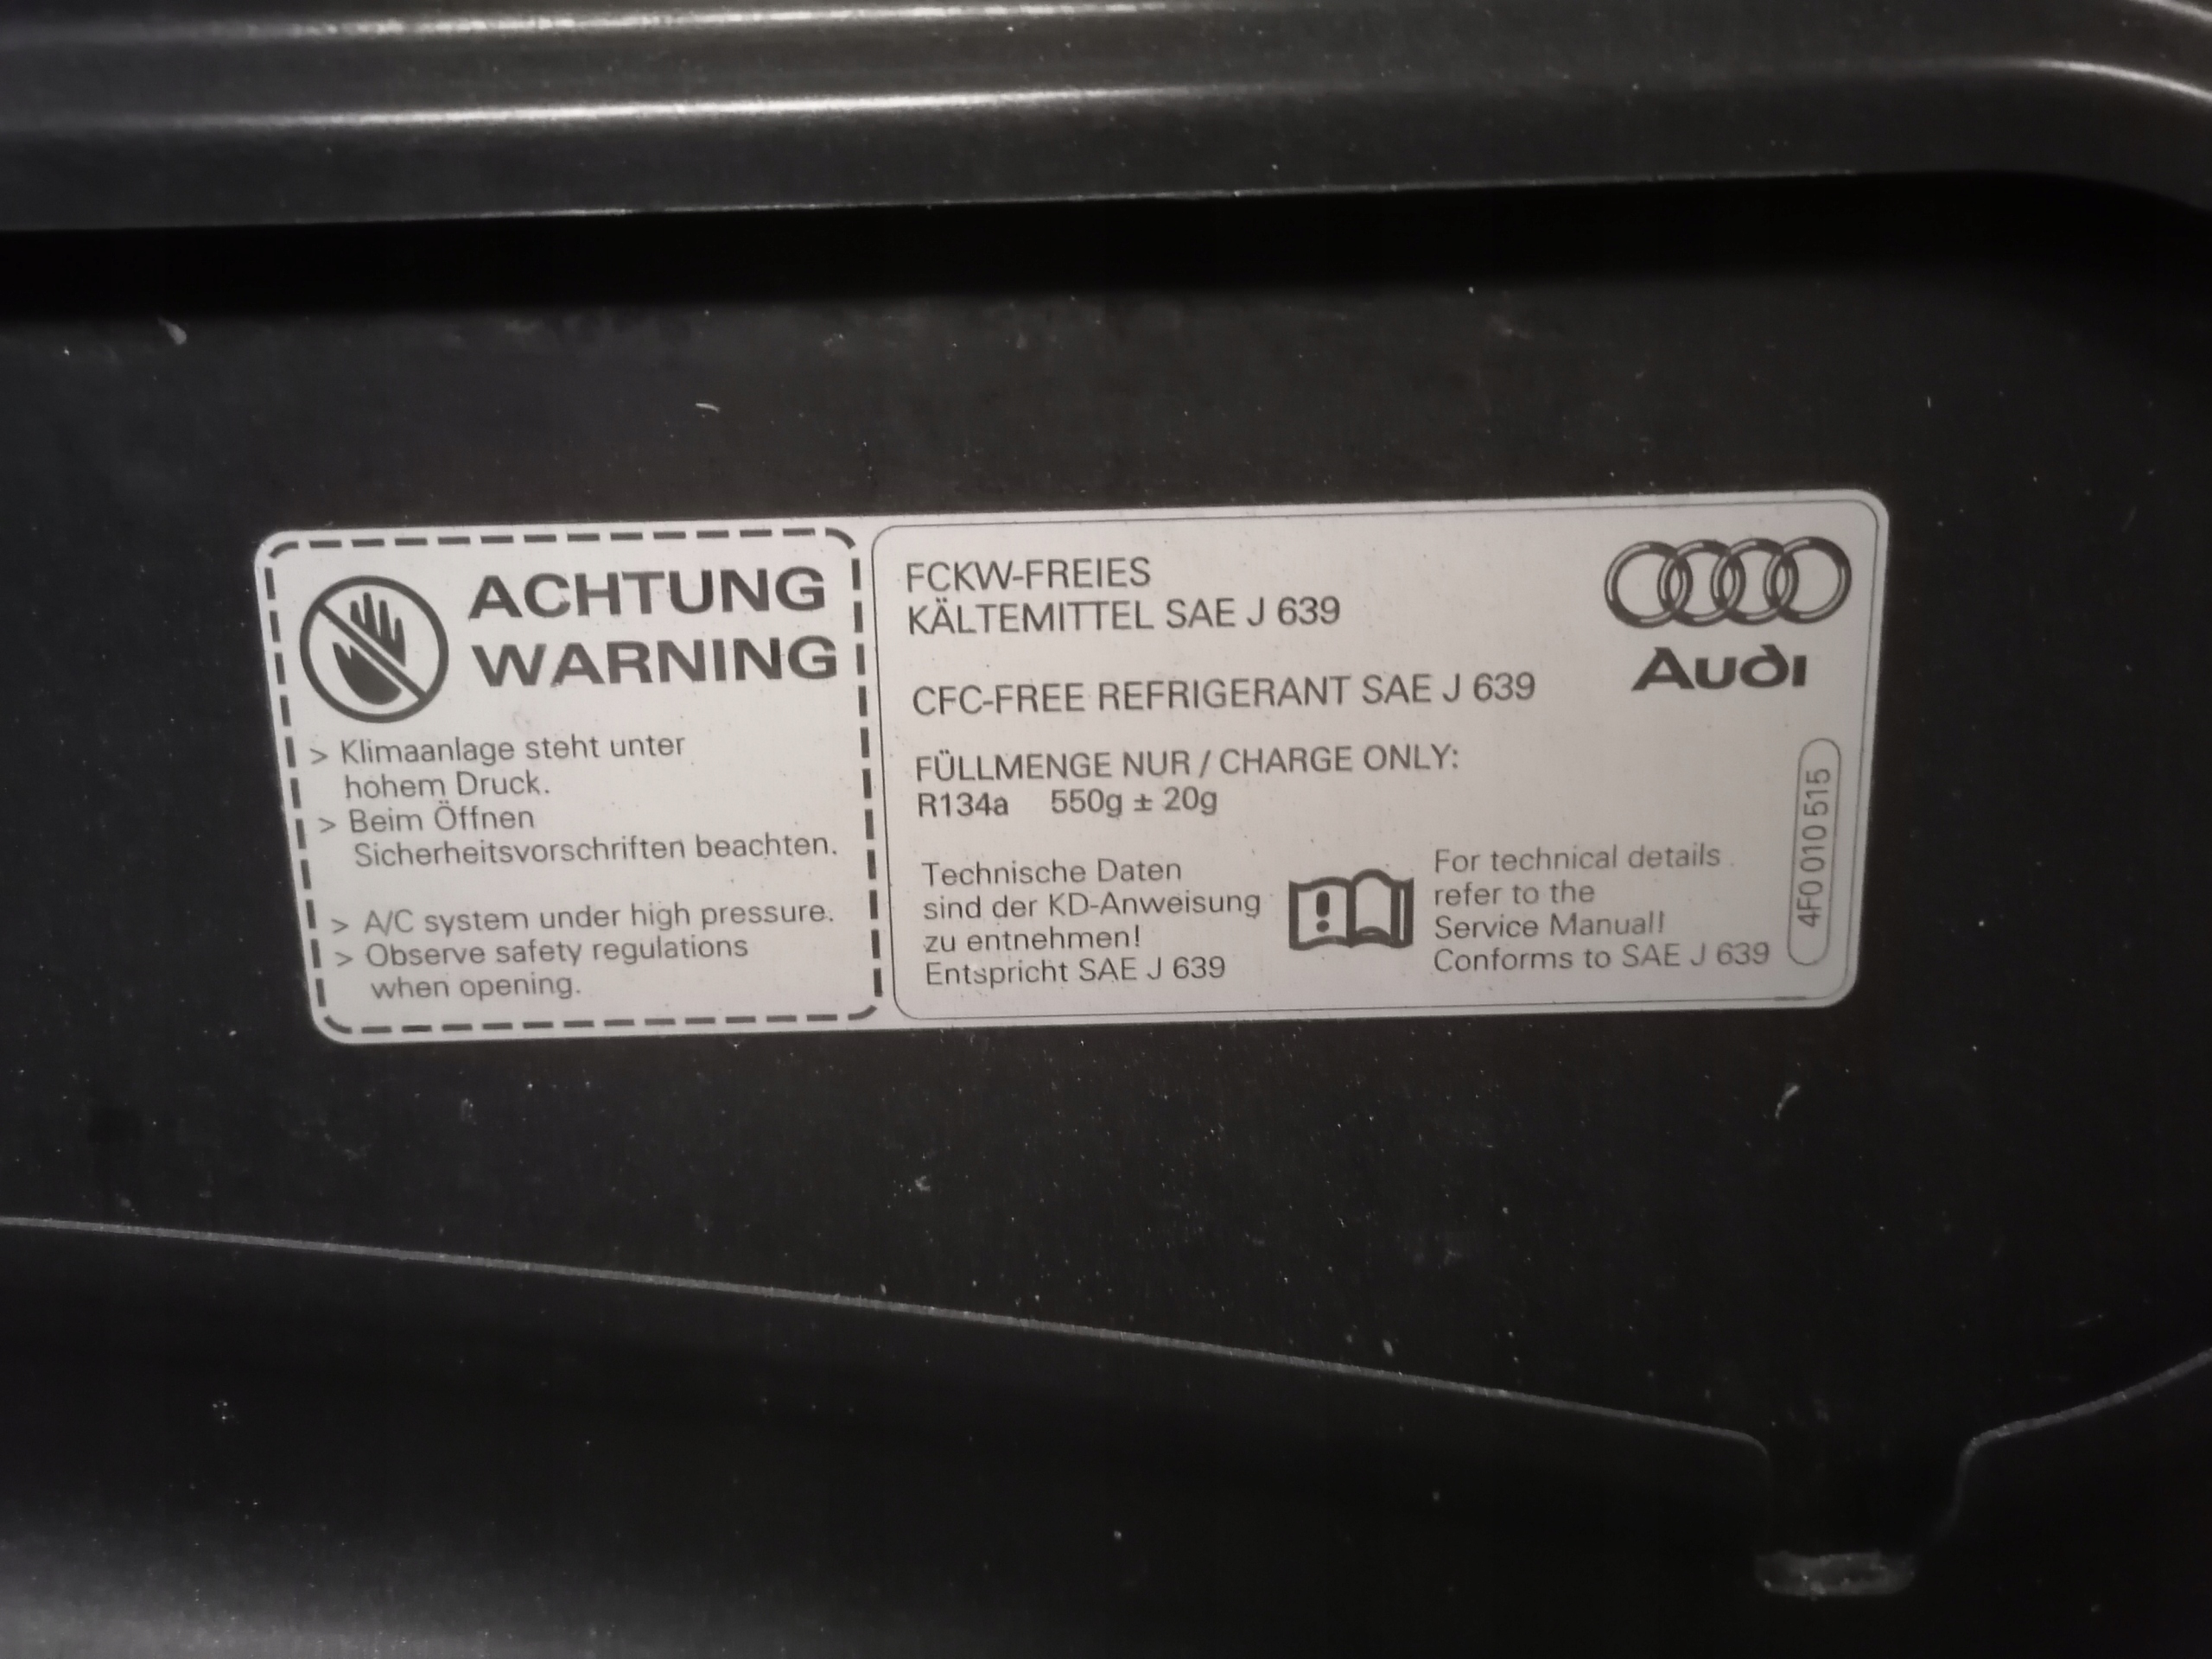 ACHTUNG
WARNING
> Klimaanlage steht unter
hohem Druck.
> Beim Öffnen
Sicherheitsvorschriften beachten.
> A/C system under high pressure.
> Observe safety regulations
when opening.
FCKW-FREIES
KÄLTEMITTEL SAE J 639
CFC-FREE REFRIGERANT SAE J 639
FÜLLMENGE NUR / CHARGE ONLY:
R134a 550g ± 20g
Technische Daten
sind der KD-Anweisung
zu entnehmen!
Entspricht SAE J 639
For technical details
refer to the
Service Manual!
Conforms to SAE J 639
Audi
4F0 010 515